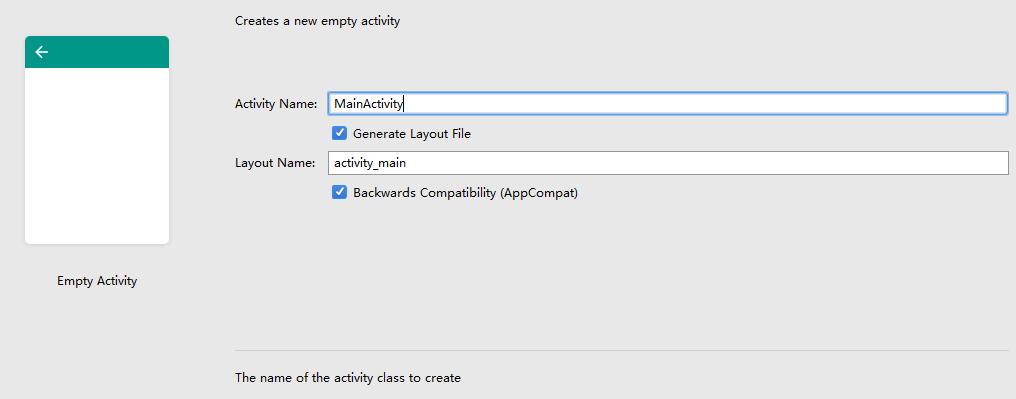 Creates a new empty activity
Activity Name: MainActivity
Generate Layout File
Layout Name: activity_main
Backwards Compatibility (AppCompat)
Empty Activity
The name of the activity class to create